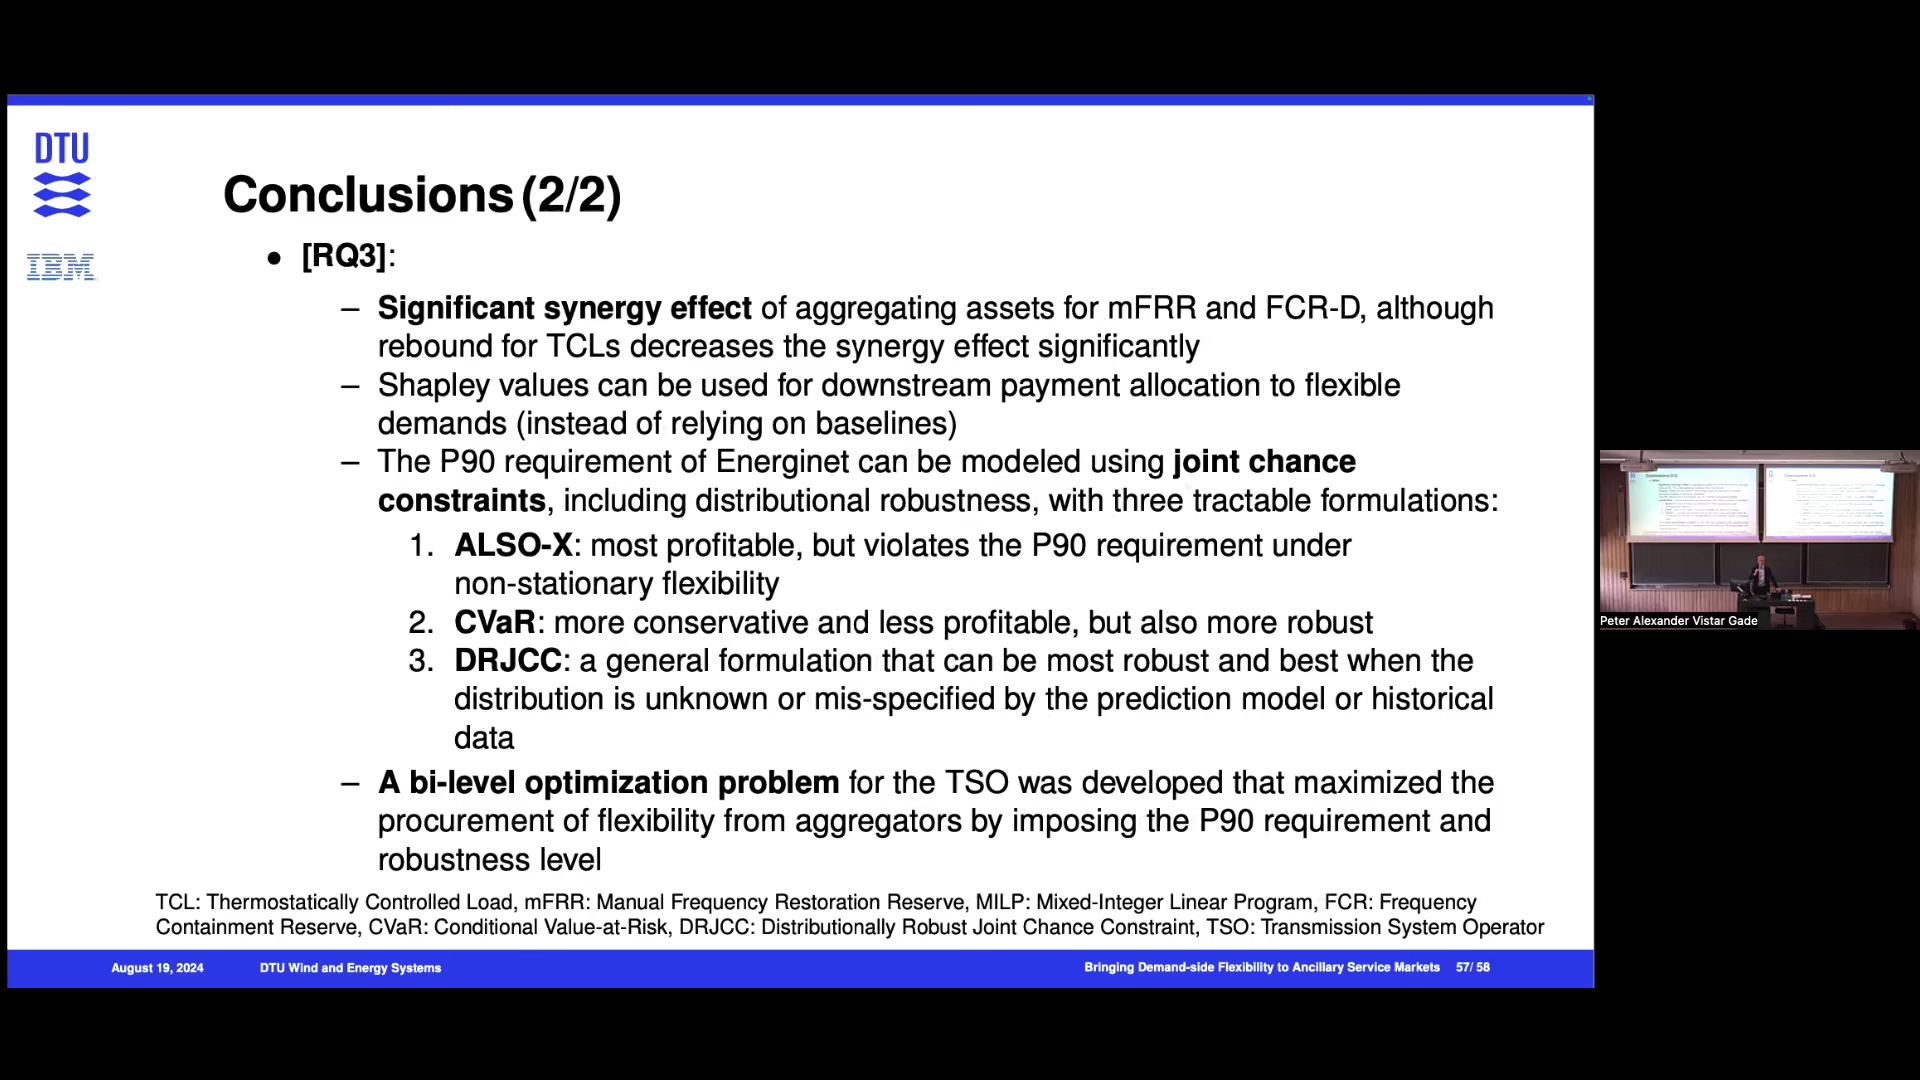 DTU
IBM
Conclusions (2/2)
• [RQ3]:
– Significant synergy effect of aggregating assets for mFRR and FCR-D, although
rebound for TCLs decreases the synergy effect significantly
– Shapley values can be used for downstream payment allocation to flexible
demands (instead of relying on baselines)
– The P90 requirement of Energinet can be modeled using joint chance
constraints, including distributional robustness, with three tractable formulations:
1. ALSO-X: most profitable, but violates the P90 requirement under
non-stationary flexibility
2. CVaR: more conservative and less profitable, but also more robust
3. DRJCC: a general formulation that can be most robust and best when the
distribution is unknown or mis-specified by the prediction model or historical
data
– A bi-level optimization problem for the TSO was developed that maximized the
procurement of flexibility from aggregators by imposing the P90 requirement and
robustness level
TCL: Thermostatically Controlled Load, mFRR: Manual Frequency Restoration Reserve, MILP: Mixed-Integer Linear Program, FCR: Frequency
Containment Reserve, CVaR: Conditional Value-at-Risk, DRJCC: Distributionally Robust Joint Chance Constraint, TSO: Transmission System Operator
August 19, 2024 DTU Wind and Energy Systems Bringing Demand-side Flexibility to Ancillary Service Markets 57/ 58
Peter Alexander Vistar Gade